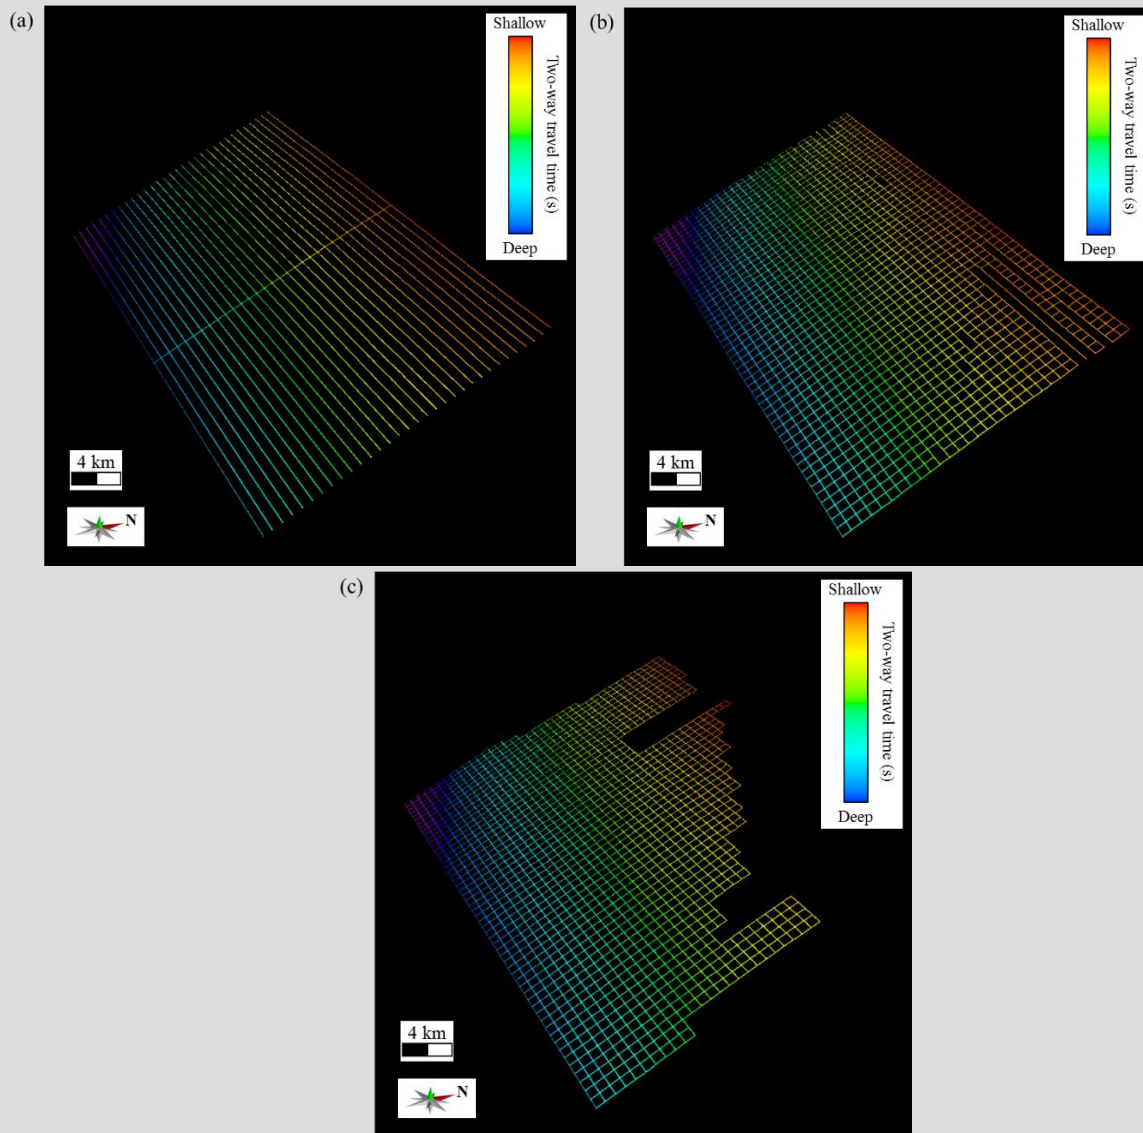 (a)
Shallow
Two-way travel time (s)
Deep
4 km
N
(b)
Shallow
Two-way travel time (s)
Deep
4 km
N
(c)
Shallow
Two-way travel time (s)
Deep
4 km
N